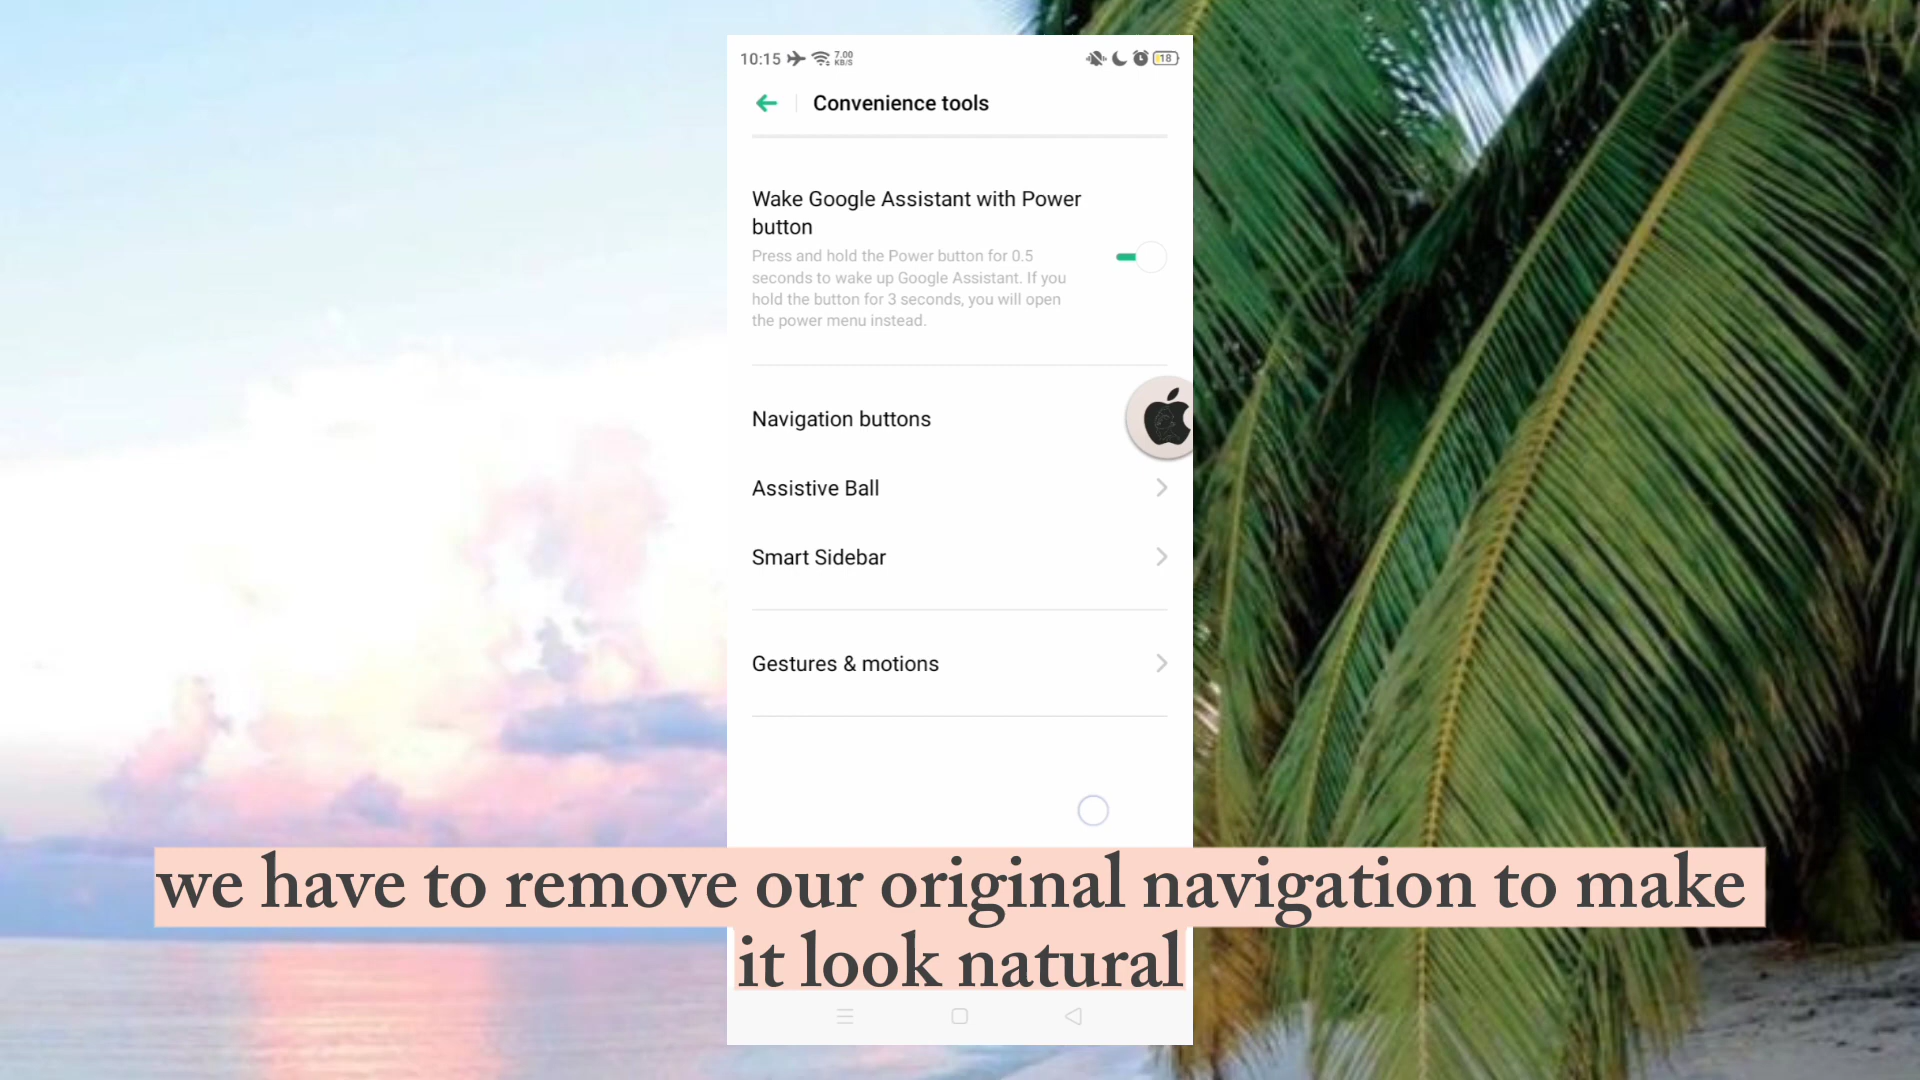 10:15 7.00 KB/S 18
Convenience tools
Wake Google Assistant with Power
button
Press and hold the Power button for 0.5
seconds to wake up Google Assistant. If you
hold the button for 3 seconds, you will open
the power menu instead.
Navigation buttons
Assistive Ball
Smart Sidebar
Gestures & motions
we have to remove our original navigation to make
it look natural